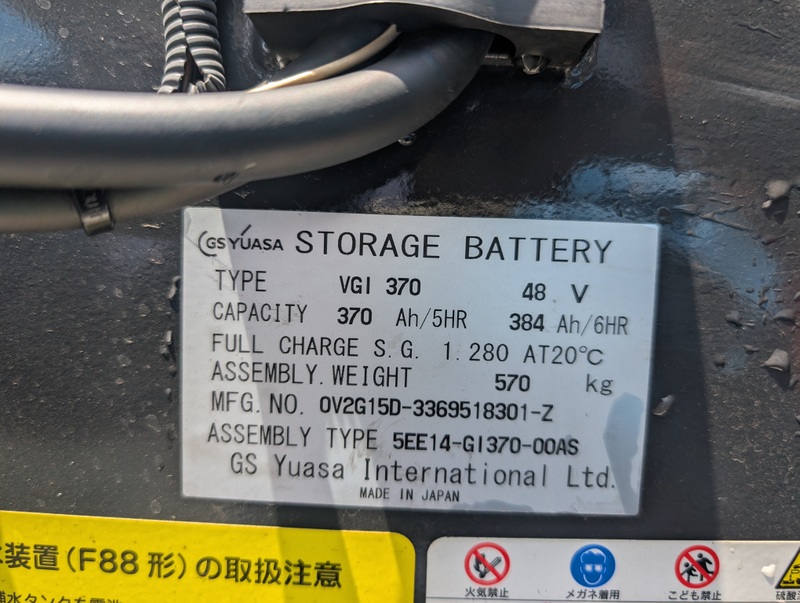 GS YUASA STORAGE BATTERY
TYPE VGI 370 48 V
CAPACITY 370 Ah/5HR 384 Ah/6HR
FULL CHARGE S.G. 1.280 AT20℃
ASSEMBLY.WEIGHT 570 kg
MFG.NO. 0V2G15D-3369518301-Z
ASSEMBLY TYPE 5EE14-GI370-00AS
GS Yuasa International Ltd.
MADE IN JAPAN
装置(F88形)の取扱注意
火気禁止 メガネ着用 こども禁止 硫酸